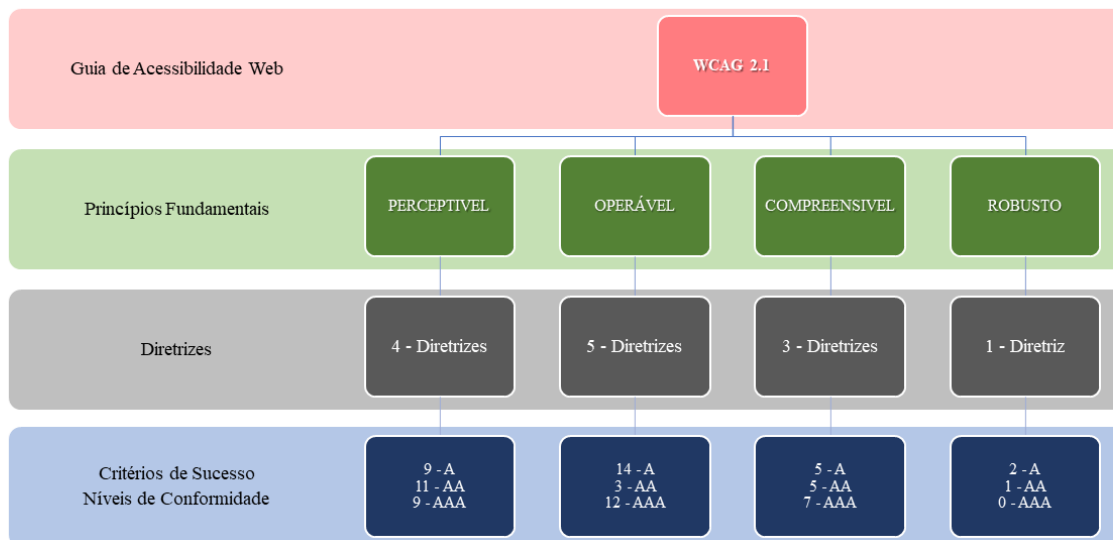 Guia de Acessibilidade Web
WCAG 2.1
Princípios Fundamentais
PERCEPTIVEL
OPERÁVEL
COMPREENSIVEL
ROBUSTO
Diretrizes
4 - Diretrizes
5 - Diretrizes
3 - Diretrizes
1 - Diretriz
Critérios de Sucesso
Níveis de Conformidade
9 - A
11 - AA
9 - AAA
14 - A
3 - AA
12 - AAA
5 - A
5 - AA
7 - AAA
2 - A
1 - AA
0 - AAA